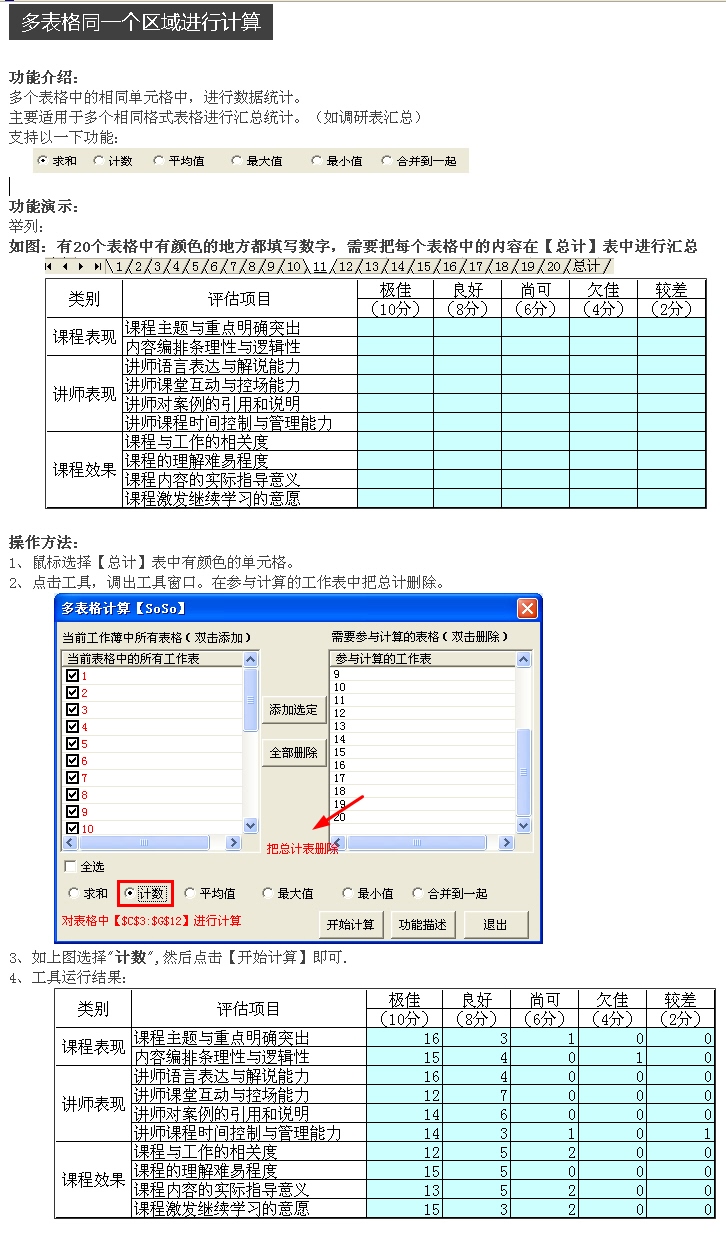 多表格同一个区域进行计算
功能介绍：
多个表格中的相同单元格中，进行数据统计。
主要适用于多个相同格式表格进行汇总统计。（如调研表汇总）
支持以一下功能：
求和 计数 平均值 最大值 最小值 合并到一起
功能演示：
举列：
如图：有20个表格中有颜色的地方都填写数字，需要把每个表格中的内容在【总计】表中进行汇总
1/2/3/4/5/6/7/8/9/10\11/12/13/14/15/16/17/18/19/20/总计/
类别 评估项目 极佳 良好 尚可 欠佳 较差
（10分） （8分） （6分） （4分） （2分）
课程表现 课程主题与重点明确突出
内容编排条理性与逻辑性
讲师表现 讲师语言表达与解说能力
讲师课堂互动与控场能力
讲师对案例的引用和说明
讲师课程时间控制与管理能力
课程效果 课程与工作的相关度
课程的理解难易程度
课程内容的实际指导意义
课程激发继续学习的意愿
操作方法：
1、鼠标选择【总计】表中有颜色的单元格。
2、点击工具，调出工具窗口。在参与计算的工作表中把总计删除。
多表格计算【SoSo】
当前工作薄中所有表格（双击添加） 需要参与计算的表格（双击删除）
当前表格中的所有工作表 参与计算的工作表
1
2
3
4
5
6
7
8
9
10
添加选定
全部删除
9
10
11
12
13
14
15
16
17
18
19
20
把总计表删除
全选
求和 计数 平均值 最大值 最小值 合并到一起
对表格中【$C$3:$G$12】进行计算 开始计算 功能描述 退出
3、如上图选择"计数",然后点击【开始计算】即可.
4、工具运行结果：
类别 评估项目 极佳 良好 尚可 欠佳 较差
（10分） （8分） （6分） （4分） （2分）
课程表现 课程主题与重点明确突出 16 3 1 0 0
内容编排条理性与逻辑性 15 4 0 1 0
讲师表现 讲师语言表达与解说能力 16 4 0 0 0
讲师课堂互动与控场能力 12 7 0 0 0
讲师对案例的引用和说明 14 6 0 0 0
讲师课程时间控制与管理能力 14 3 1 0 1
课程效果 课程与工作的相关度 12 5 2 0 0
课程的理解难易程度 15 5 0 0 0
课程内容的实际指导意义 13 5 2 0 0
课程激发继续学习的意愿 15 3 2 0 0